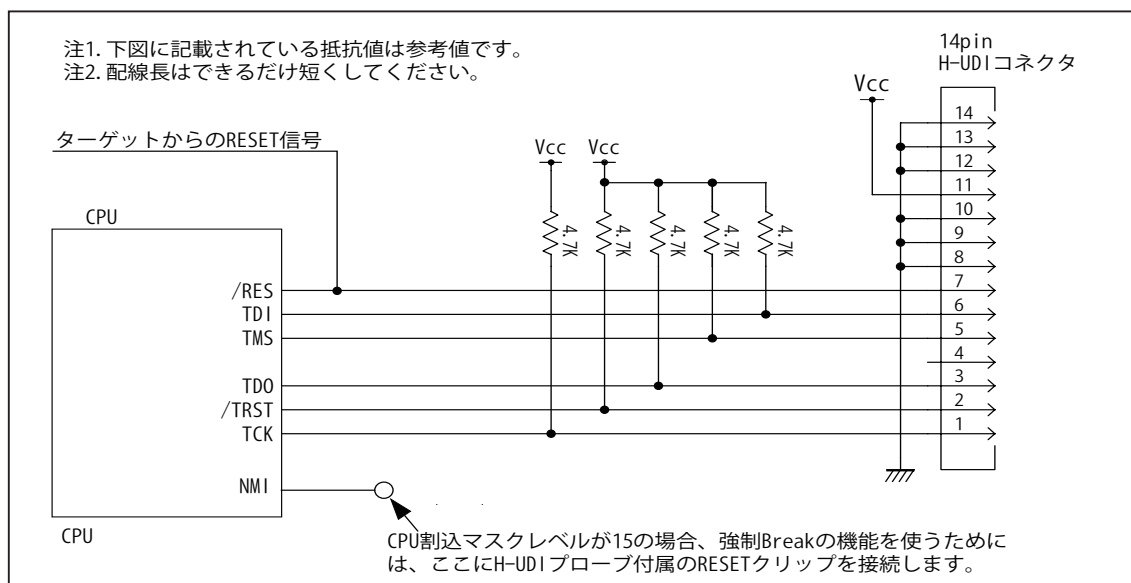 注1. 下図に記載されている抵抗値は参考値です。
注2. 配線長はできるだけ短くしてください。
14pin
H-UDIコネクタ
Vcc
ターゲットからのRESET信号
Vcc
Vcc
CPU
4.7K
4.7K
4.7K
4.7K
4.7K
14
13
12
11
10
9
8
/RES
7
TDI
6
TMS
5
4
TDO
3
/TRST
2
TCK
1
NMI
CPU
CPU割込マスクレベルが15の場合、強制Breakの機能を使うために
は、ここにH-UDIプローブ付属のRESETクリップを接続します。